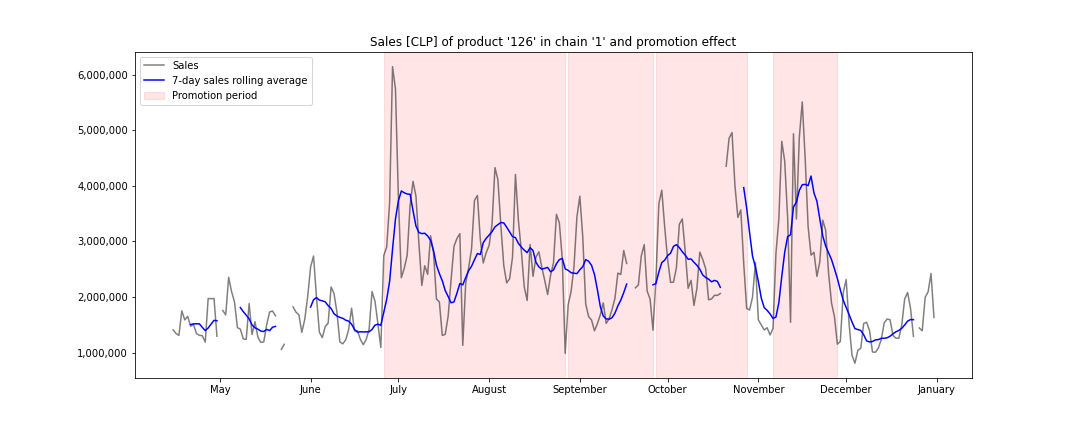 Sales [CLP] of product '126' in chain '1' and promotion effect
Sales
7-day sales rolling average
Promotion period
6,000,000
5,000,000
4,000,000
3,000,000
2,000,000
1,000,000
May June July August September October November December January